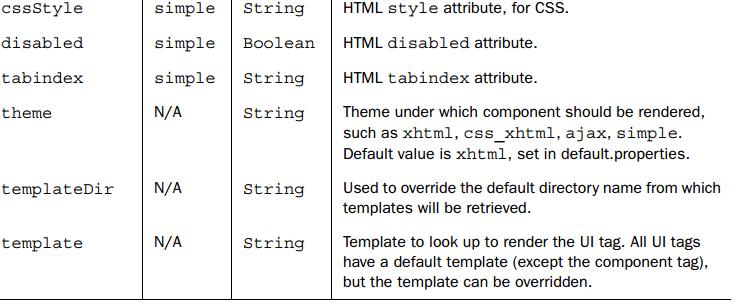 cssStyle simple String HTML style attribute, for CSS.
disabled simple Boolean HTML disabled attribute.
tabindex simple String HTML tabindex attribute.
theme N/A String Theme under which component should be rendered,
such as xhtml, css_xhtml, ajax, simple.
Default value is xhtml, set in default.properties.
templateDir N/A String Used to override the default directory name from which
templates will be retrieved.
template N/A String Template to look up to render the UI tag. All UI tags
have a default template (except the component tag),
but the template can be overridden.